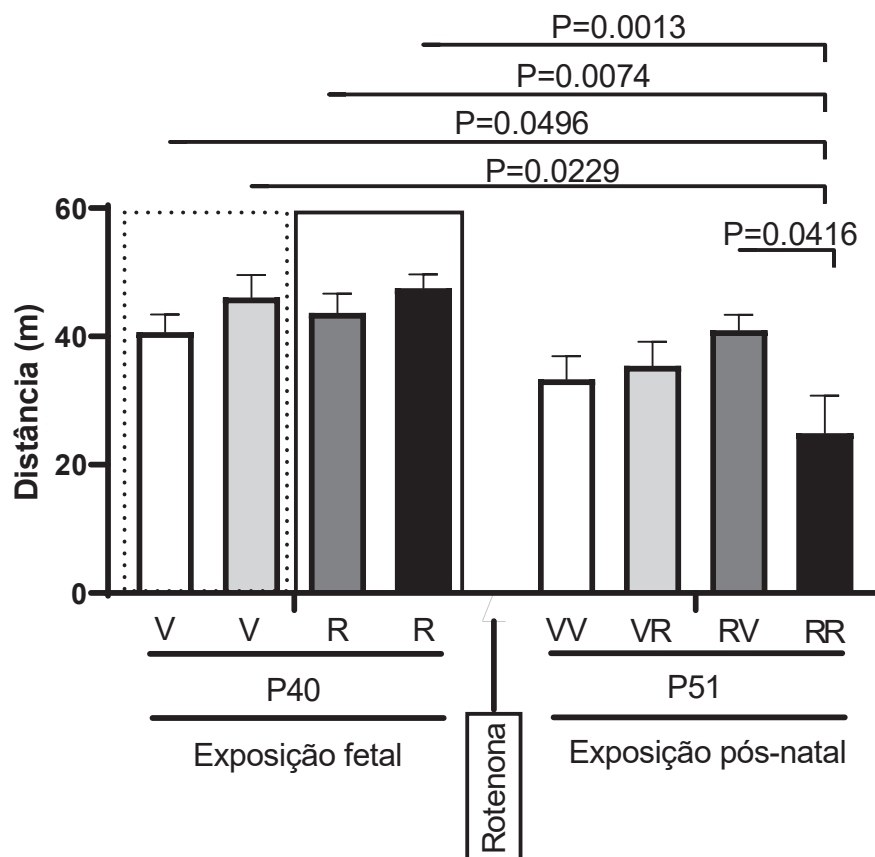 P=0.0013
P=0.0074
P=0.0496
P=0.0229
P=0.0416
Distância (m)
60
40
20
0
V V R R VV VR RV RR
P40 P51
Exposição fetal Exposição pós-natal
Rotenona